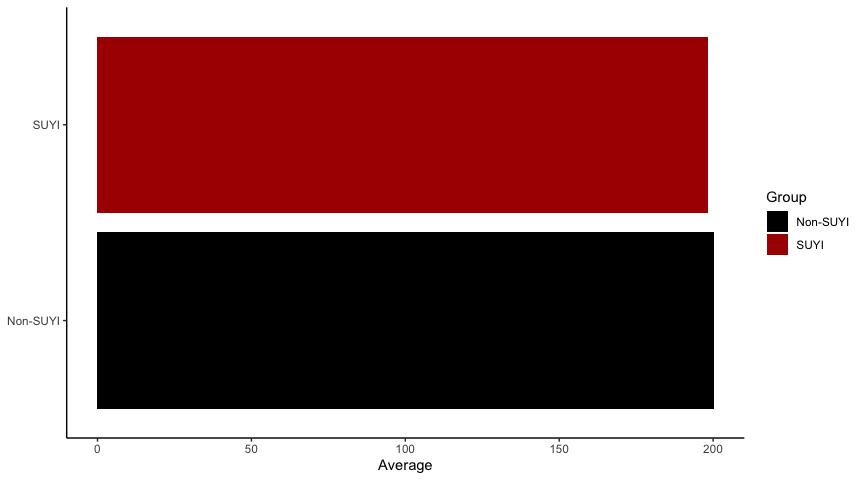 SUYI
Non-SUYI
0 50 100 150 200
Average
Group
Non-SUYI
SUYI